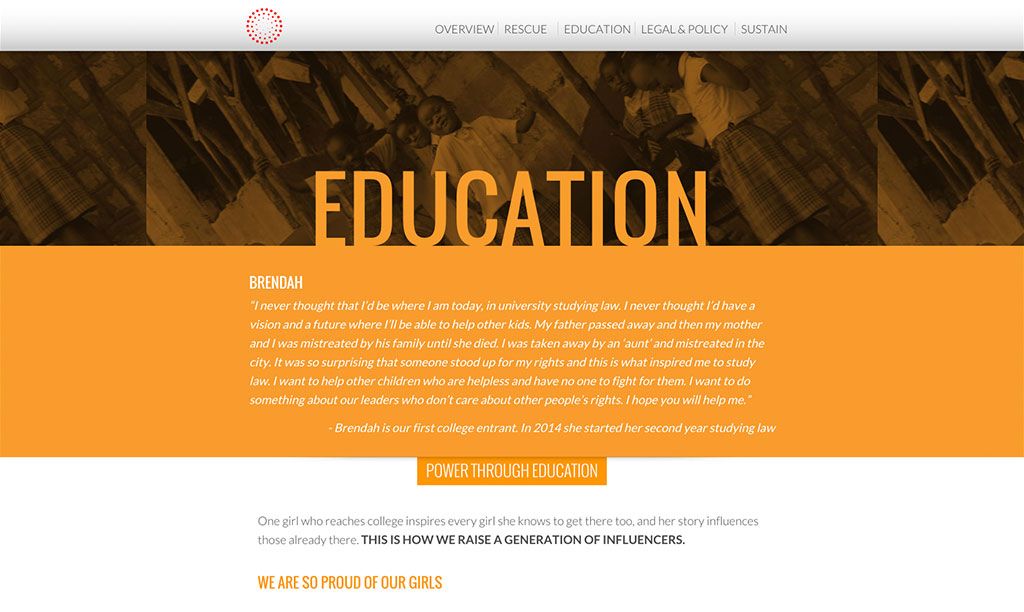 OVERVIEW RESCUE EDUCATION LEGAL & POLICY SUSTAIN
EDUCATION
BRENDAH
“I never thought that I’d be where I am today, in university studying law. I never thought I’d have a
vision and a future where I’ll be able to help other kids. My father passed away and then my mother
and I was mistreated by his family until she died. I was taken away by an ‘aunt’ and mistreated in the
city. It was so surprising that someone stood up for my rights and this is what inspired me to study
law. I want to help other children who are helpless and have no one to fight for them. I want to do
something about our leaders who don’t care about other people’s rights. I hope you will help me.”
- Brendah is our first college entrant. In 2014 she started her second year studying law
POWER THROUGH EDUCATION
One girl who reaches college inspires every girl she knows to get there too, and her story influences
those already there. THIS IS HOW WE RAISE A GENERATION OF INFLUENCERS.
WE ARE SO PROUD OF OUR GIRLS